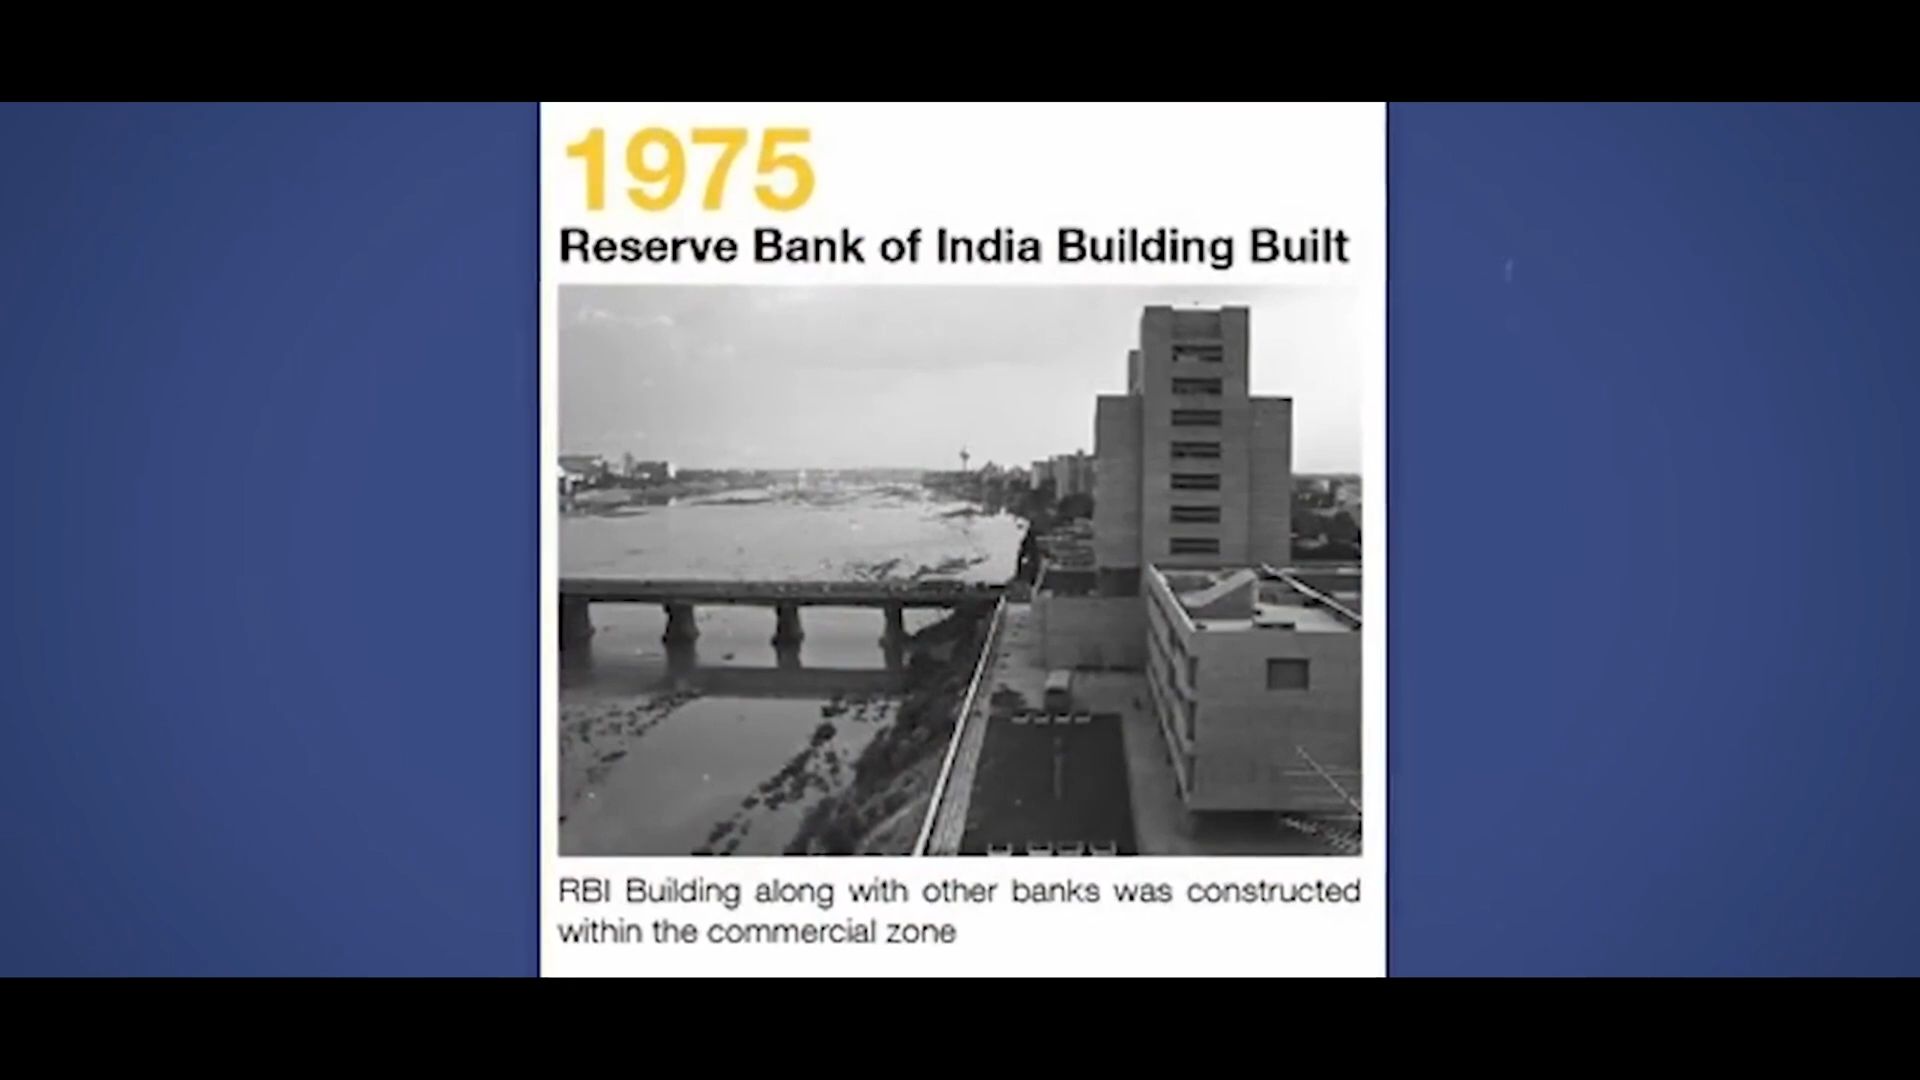 1975
Reserve Bank of India Building Built
RBI Building along with other banks was constructed
within the commercial zone